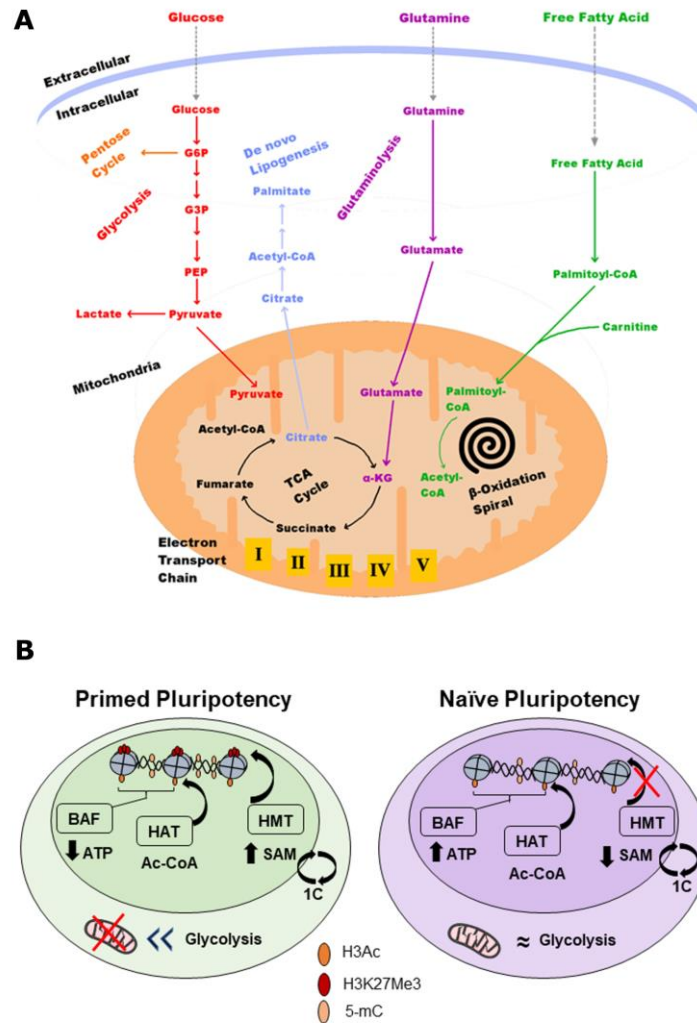 A
Glucose
Glutamine
Free Fatty Acid
Extracellular
Intracellular
Glucose
Glutamine
Pentose
Cycle
G6P
De novo
Lipogenesis
Palmitate
Glutaminolysis
Free Fatty Acid
Glycolysis
G3P
Acetyl-CoA
Glutamate
PEP
Citrate
Palmitoyl-CoA
Lactate
Pyruvate
Carnitine
Mitochondria
Pyruvate
Glutamate
Palmitoyl-
CoA
Acetyl-CoA
Citrate
Fumarate
TCA
Cycle
α-KG
Acetyl-
CoA
β-Oxidation
Spiral
Succinate
Electron
Transport
Chain
I
II
III
IV
V
B
Primed Pluripotency
BAF
HAT
HMT
ATP
Ac-CoA
SAM
1C
Glycolysis
Naïve Pluripotency
BAF
HAT
HMT
ATP
Ac-CoA
SAM
1C
≈ Glycolysis
H3Ac
H3K27Me3
5-mC